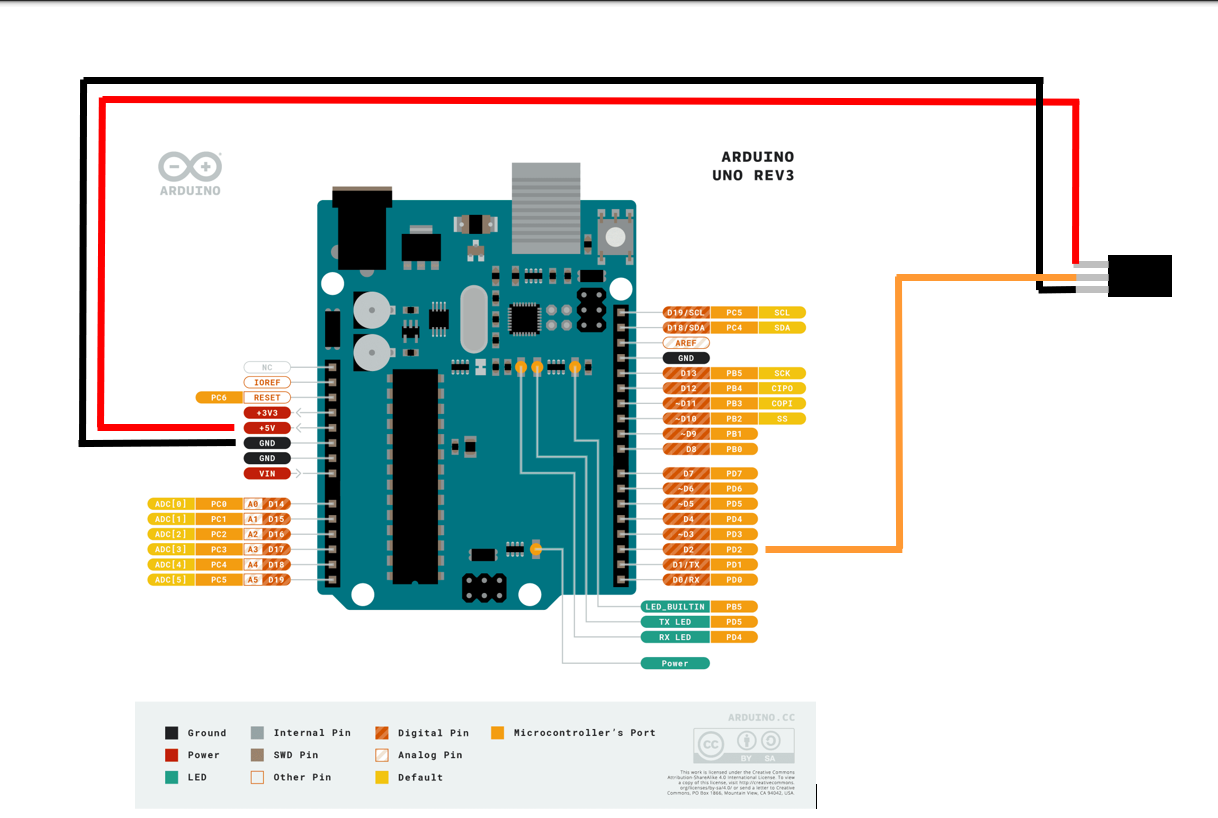 ARDUINO
UNO REV3
ARDUINO
D19/SCL PC5 SCL
D18/SDA PC4 SDA
AREF
GND
D13 PB5 SCK
D12 PB4 CIPO
~D11 PB3 COPI
~D10 PB2 SS
~D9 PB1
D8 PB0
D7 PD7
~D6 PD6
~D5 PD5
D4 PD4
~D3 PD3
D2 PD2
D1/TX PD1
D0/RX PD0
NC
IOREF
PC6 RESET
+3V3
+5V
GND
GND
VIN
ADC[0] PC0 A0 D14
ADC[1] PC1 A1 D15
ADC[2] PC2 A2 D16
ADC[3] PC3 A3 D17
ADC[4] PC4 A4 D18
ADC[5] PC5 A5 D19
LED_BUILTIN PB5
TX LED PD5
RX LED PD4
Power
Ground Internal Pin Digital Pin Microcontroller's Port
Power SWD Pin Analog Pin
LED Other Pin Default
ARDUINO.CC
CC
BY SA
This work is licensed under the Creative Commons
Attribution-ShareAlike 4.0 International License. To view
a copy of this license, visit http://creativecommons.
org/licenses/by-sa/4.0/ or send a letter to Creative
Commons, PO Box 1866, Mountain View, CA 94042, USA.